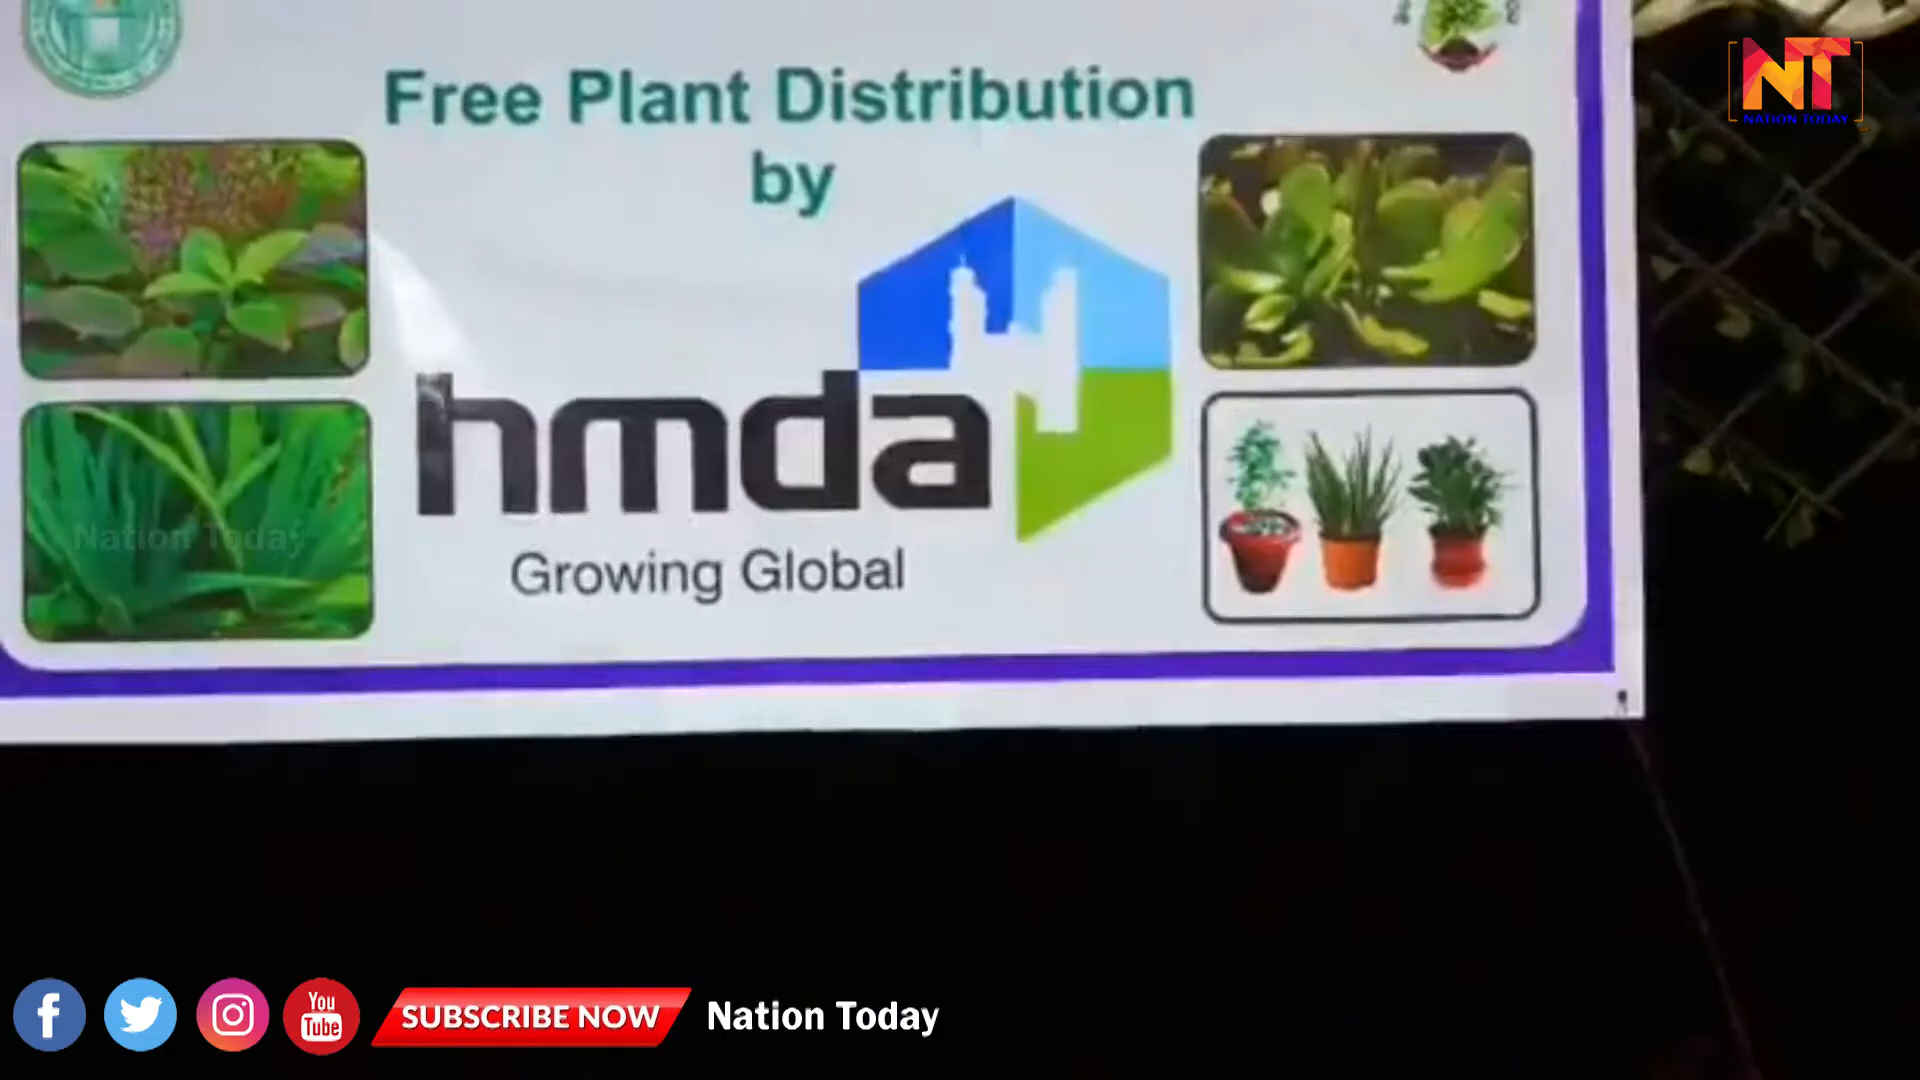 NT
NATION TODAY
Free Plant Distribution
by
hmda
Growing Global
Nation Today
You
Tube
SUBSCRIBE NOW
Nation Today